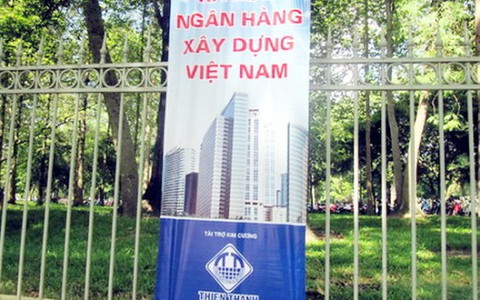 NGÂN HÀNG
XÂY DỰNG
VIỆT NAM
TÀI TRỢ KIM CƯƠNG
THIEN THANH